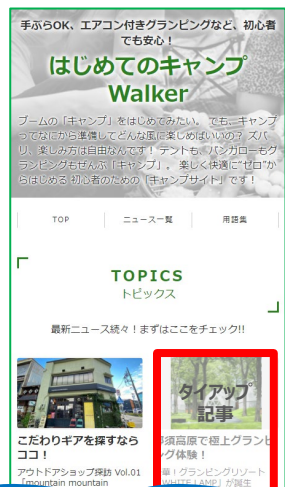 手ぶらOK、エアコン付きグランピングなど、初心者
でも安心！
はじめてのキャンプ
Walker
ブームの「キャンプ」をはじめてみたい。でも、キャンプ
ってなにから準備してどんな風に楽しめばいいの？ ズバ
リ、楽しみ方は自由なんです！ テントも、バンガローもグ
ランピングもぜんぶ「キャンプ」。 楽しく快適に"ゼロ"か
らはじめる 初心者のための「キャンプサイト」です！
TOP ニュース一覧 用語集
TOPICS
トピックス
最新ニュース続々！まずはここをチェック!!
タイアップ
記事
こだわりギアを探すなら
ココ！
須高原で極上グランピ
ング体験！
アウトドアショップ探訪 Vol.01
「mountain mountain
華！グランピングリゾート
WHITE LAMP」が誕生